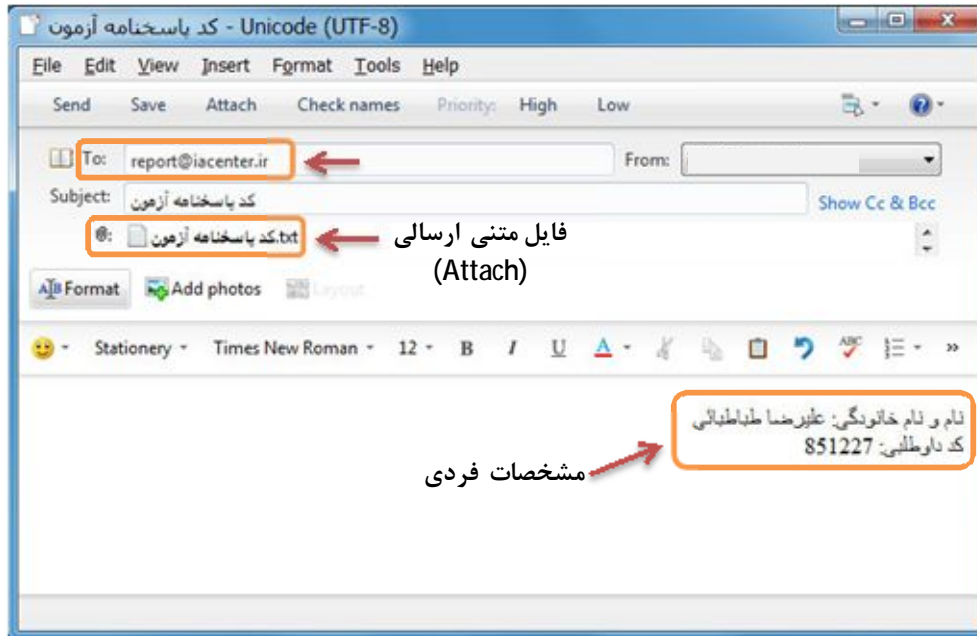 کد پاسخنامه آزمون - Unicode (UTF-8)
File Edit View Insert Format Tools Help
Send Save Attach Check names Priority: High Low
To: report@iacenter.ir From:
Subject: کد پاسخنامه آزمون Show Cc & Bcc
کد پاسخنامه آزمون.txt
فایل متنی ارسالی
(Attach)
Format Add photos Layout
Stationery Times New Roman 12 B I U A ABC
نام و نام خانودگی: علیرضا طباطبائی
کد داوطلبی: 851227
مشخصات فردی